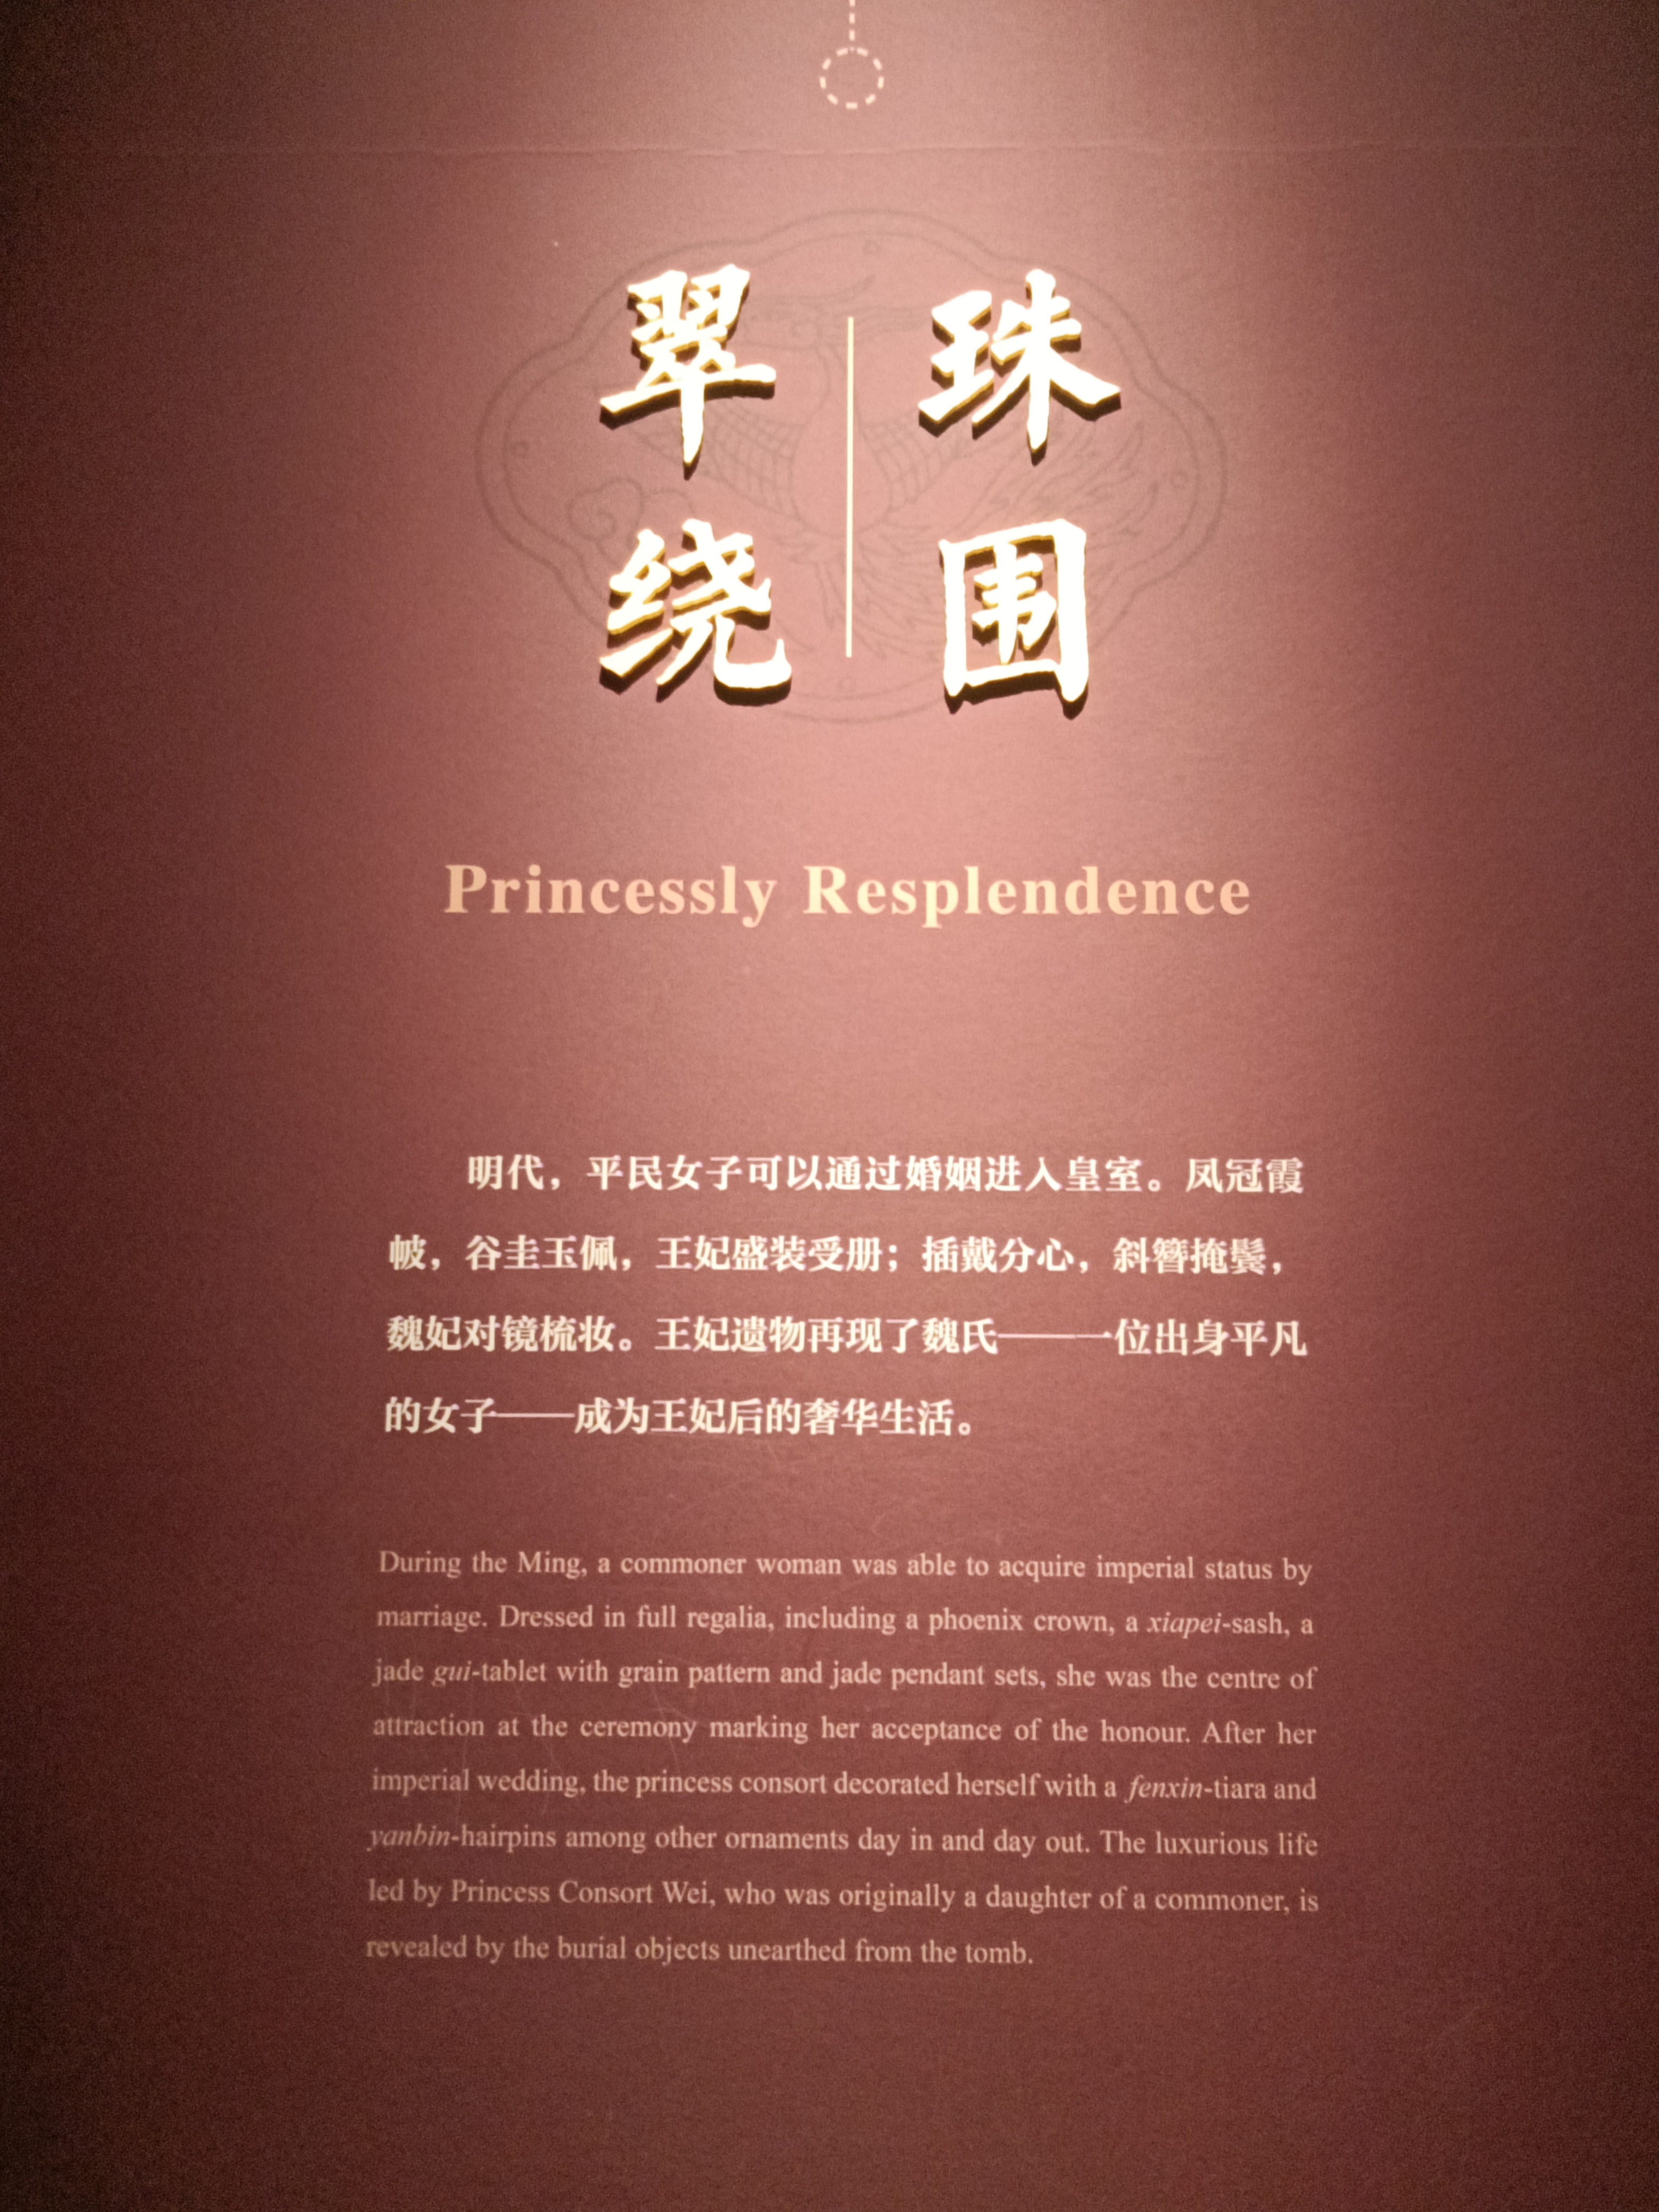 珠围
翠绕
Princessly Resplendence
明代，平民女子可以通过婚姻进入皇室。凤冠霞
帔，谷圭玉佩，王妃盛装受册；插戴分心，斜簪掩鬓，
魏妃对镜梳妆。王妃遗物再现了魏氏——一位出身平凡
的女子——成为王妃后的奢华生活。
During the Ming, a commoner woman was able to acquire imperial status by
marriage. Dressed in full regalia, including a phoenix crown, a xiapei-sash, a
jade gui-tablet with grain pattern and jade pendant sets, she was the centre of
attraction at the ceremony marking her acceptance of the honour. After her
imperial wedding, the princess consort decorated herself with a fenxin-tiara and
yanbin-hairpins among other ornaments day in and day out. The luxurious life
led by Princess Consort Wei, who was originally a daughter of a commoner, is
revealed by the burial objects unearthed from the tomb.